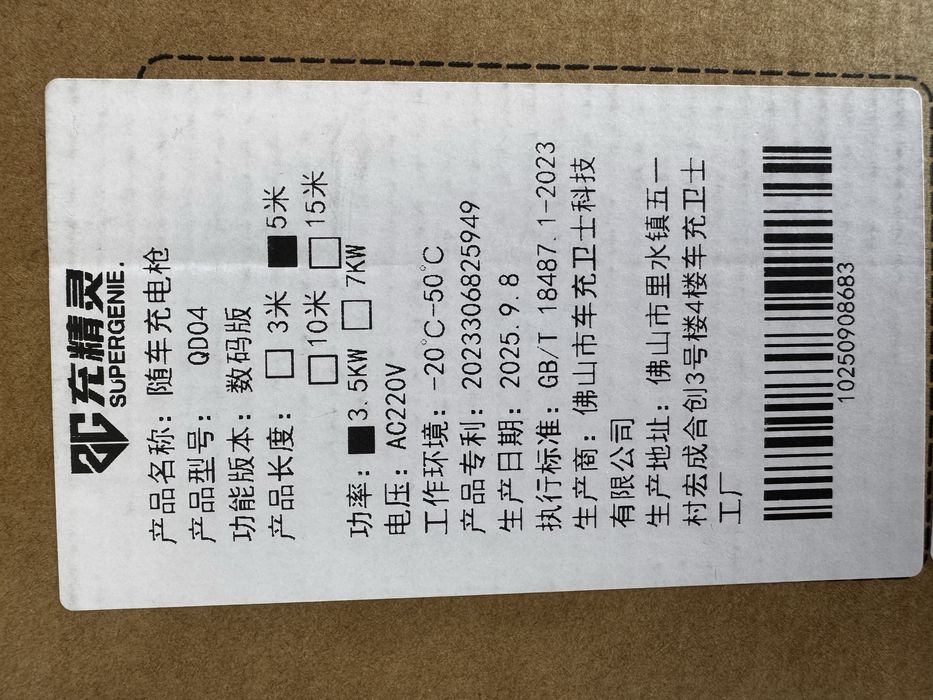 充精灵
SUPERGENIE.
产品名称：随车充电枪
产品型号： QD04
功能版本：数码版
产品长度： □ 3米 ■ 5米
□ 10米 □ 15米
功率：■3.5KW □ 7KW
电压：AC220V
工作环境：-20°C-50°C
产品专利：2023306825949
生产日期：2025.9.8
执行标准：GB/T 18487.1-2023
生产商：佛山市车充卫士科技
有限公司
生产地址：佛山市里水镇五一
村宏成合创3号楼4楼车充卫士
工厂
10250908683